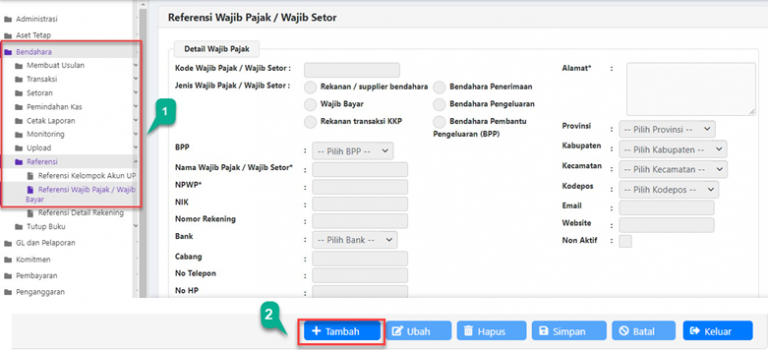 Administrasi
Aset Tetap
Bendahara
Membuat Usulan
Transaksi
Setoran
Pemindahan Kas
Cetak Laporan
Monitoring
Upload
Referensi
Referensi Kelompok Akun UP
Referensi Wajib Pajak / Wajib
Bayar
Referensi Detail Rekening
Tutup Buku
GL dan Pelaporan
Komitmen
Pembayaran
Penganggaran
1
Referensi Wajib Pajak / Wajib Setor
Detail Wajib Pajak
Kode Wajib Pajak / Wajib Setor :
Jenis Wajib Pajak / Wajib Setor :
Rekanan / supplier bendahara
Bendahara Penerimaan
Wajib Bayar
Bendahara Pengeluaran
Rekanan transaksi KKP
Bendahara Pembantu
Pengeluaran (BPP)
BPP : -- Pilih BPP --
Nama Wajib Pajak / Wajib Setor* :
NPWP* :
NIK :
Nomor Rekening :
Bank : -- Pilih Bank --
Cabang :
No Telepon :
No HP :
Alamat* :
Provinsi : -- Pilih Provinsi --
Kabupaten : -- Pilih Kabupaten --
Kecamatan : -- Pilih Kecamatan --
Kodepos : -- Pilih Kodepos --
Email :
Website :
Non Aktif :
2
+ Tambah
Ubah
Hapus
Simpan
Batal
Keluar